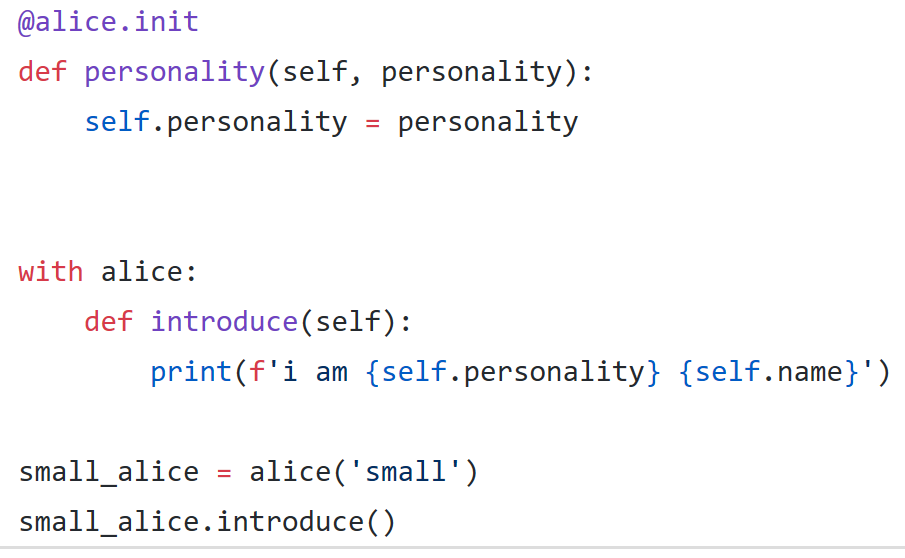 @alice.init
def personality(self, personality):
    self.personality = personality
with alice:
    def introduce(self):
        print(f'i am {self.personality} {self.name}')
small_alice = alice('small')
small_alice.introduce()